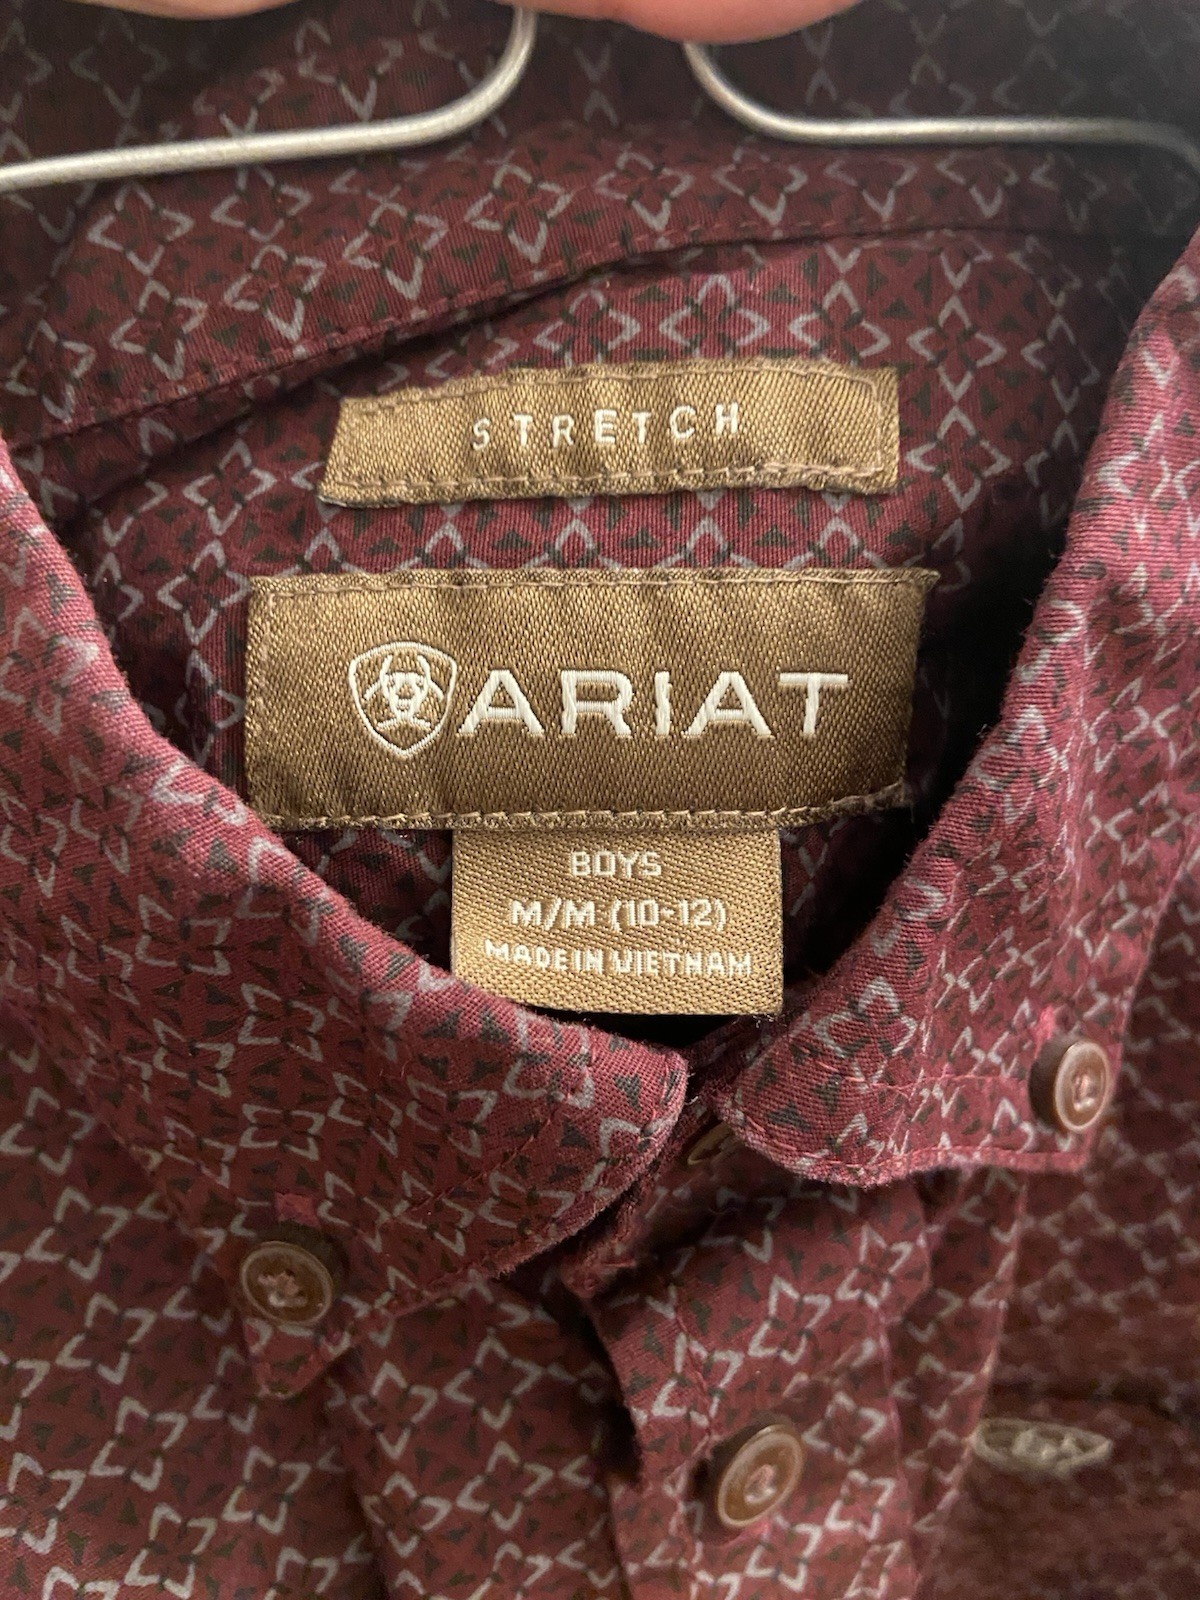 STRETCH
ARIAT
BOYS
M/M (10-12)
MADE IN VIETNAM